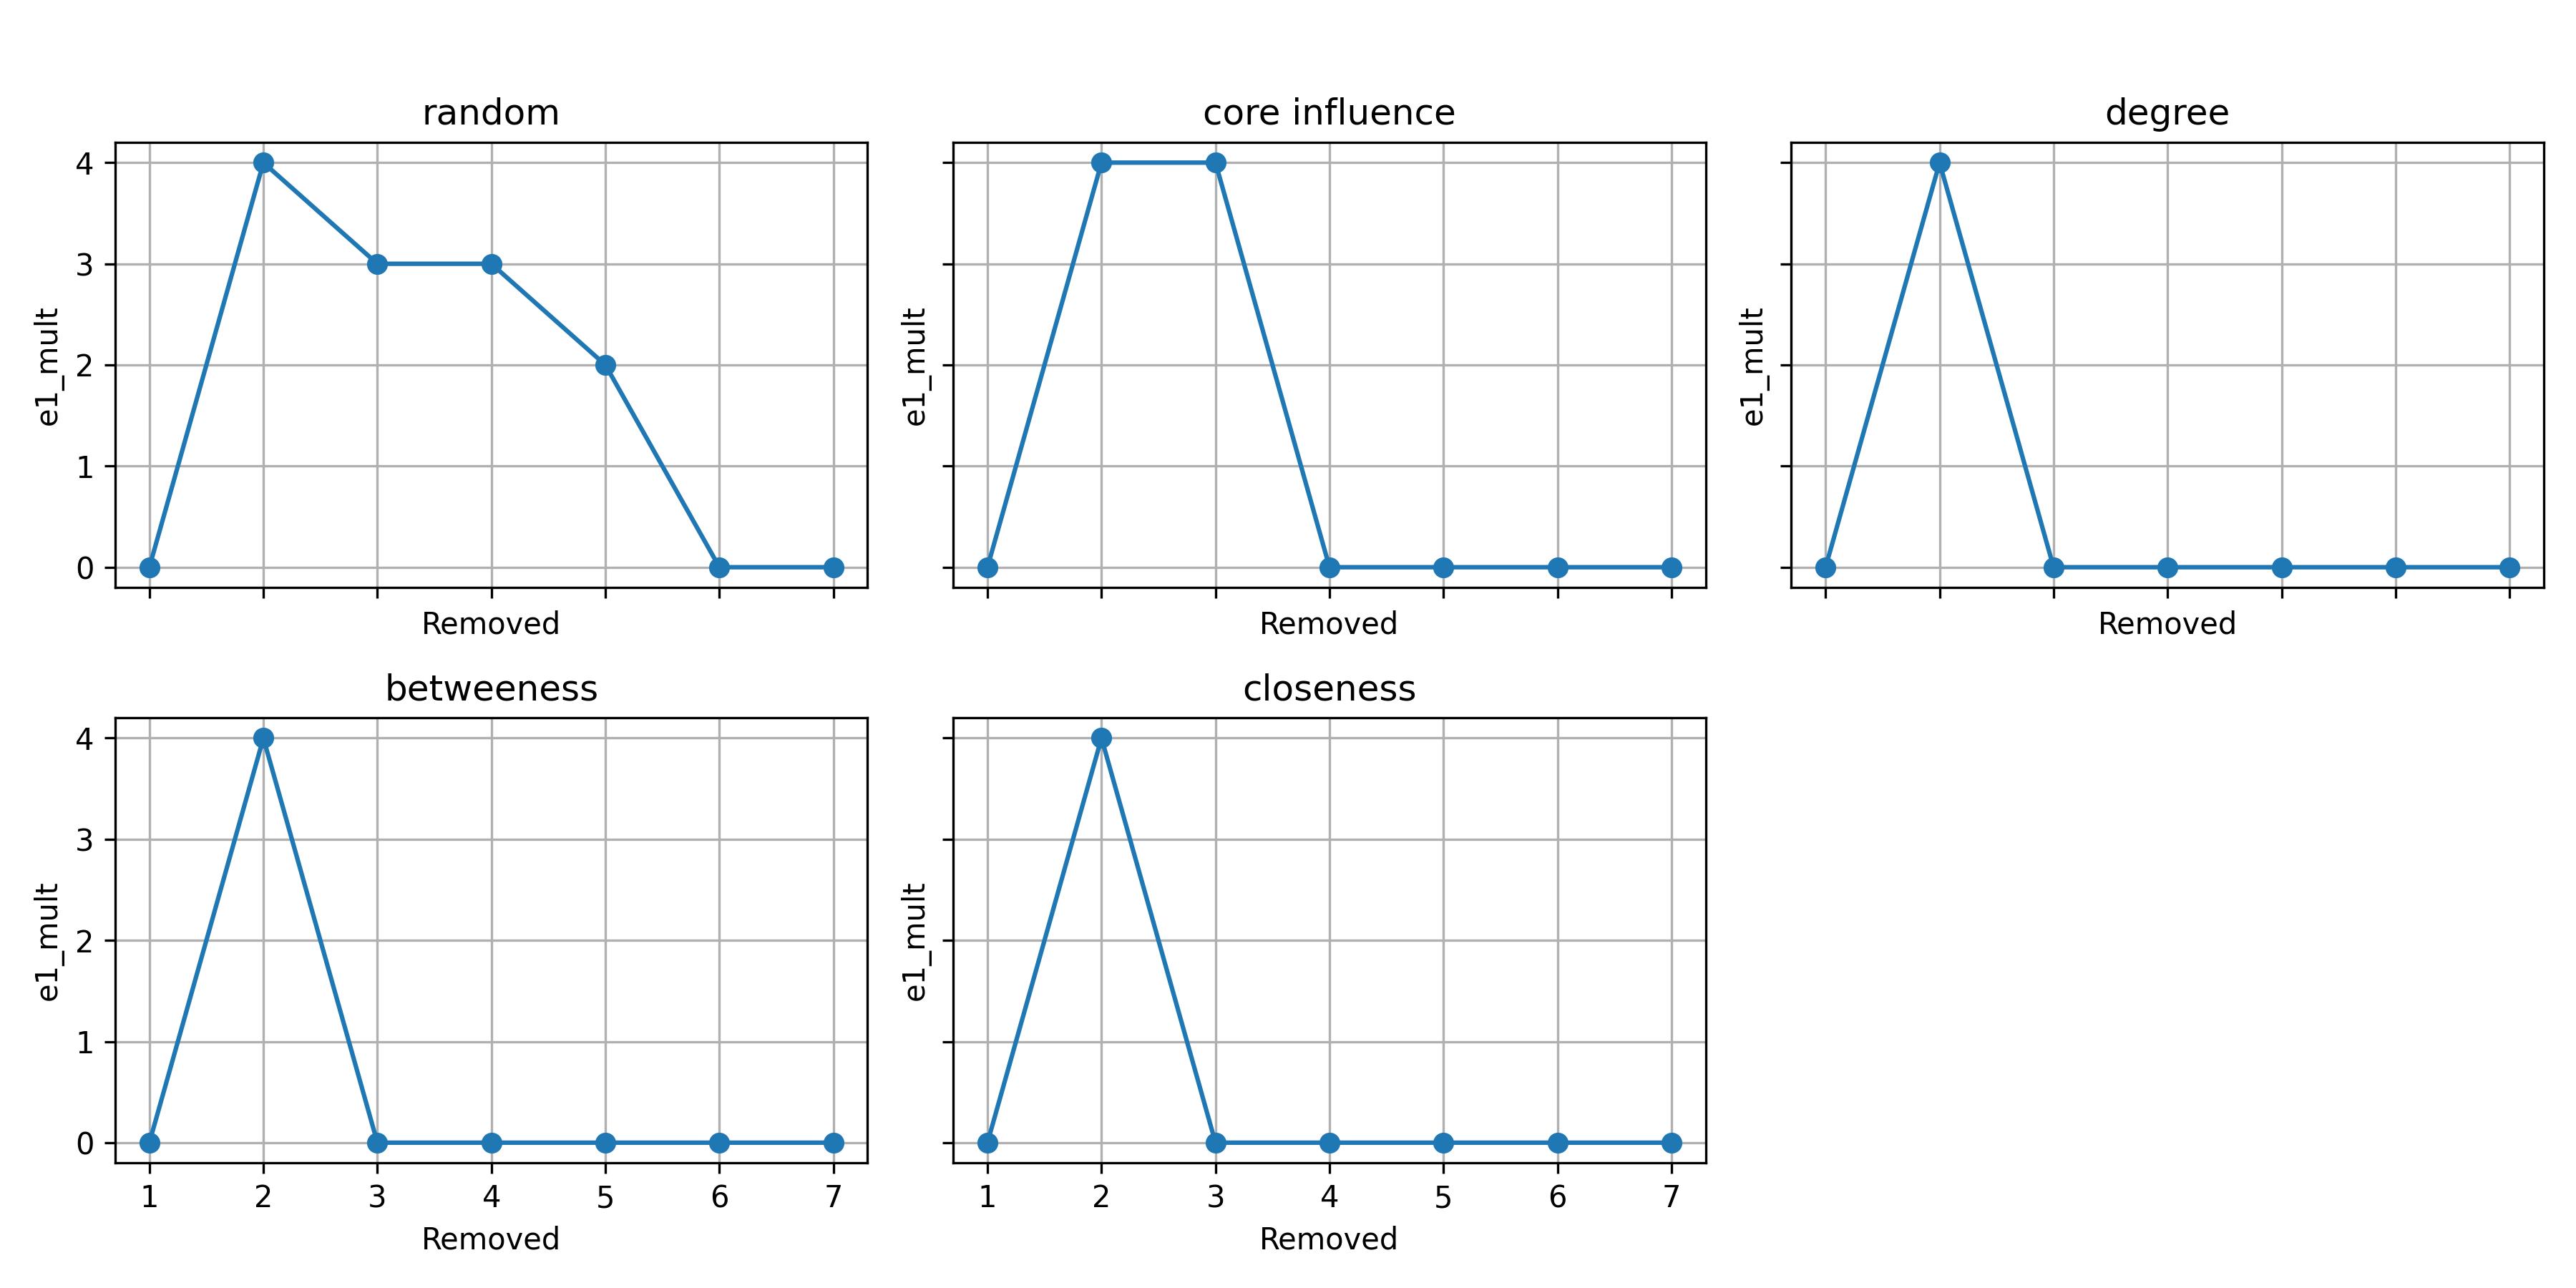 random
core influence
degree
4
3
2
1
0
e1_mult
e1_mult
e1_mult
Removed
Removed
Removed
betweeness
closeness
4
3
2
1
0
e1_mult
e1_mult
1 2 3 4 5 6 7
1 2 3 4 5 6 7
Removed
Removed